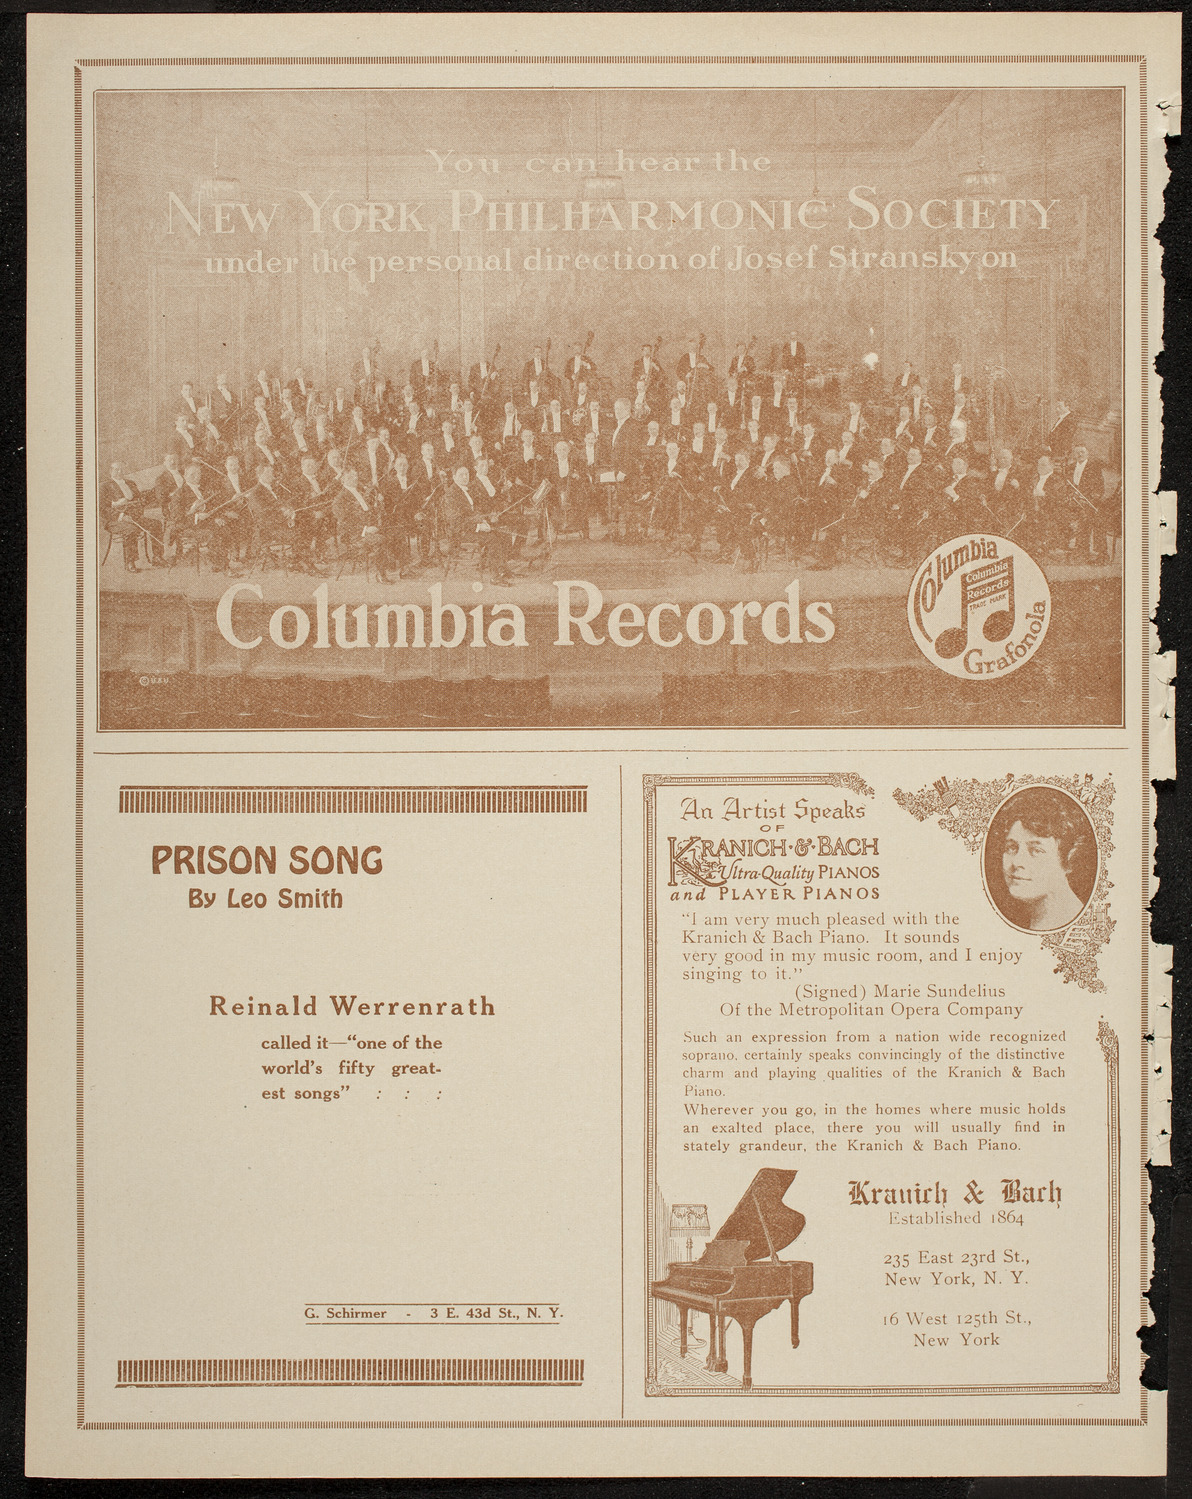 You can hear the
NEW YORK PHILHARMONIC SOCIETY
under the personal direction of Josef Stransky on
Columbia Records
Columbia
Columbia
Records
TRADE MARK
Grafonola
PRISON SONG
By Leo Smith
Reinald Werrenrath
called it—“one of the
world's fifty great-
est songs” : : :
G. Schirmer - 3 E. 43d St., N. Y.
An Artist Speaks
OF
KRANICH·&·BACH
Ultra-Quality PIANOS
and PLAYER PIANOS
“I am very much pleased with the
Kranich & Bach Piano. It sounds
very good in my music room, and I enjoy
singing to it.”
(Signed) Marie Sundelius
Of the Metropolitan Opera Company
Such an expression from a nation wide recognized
soprano, certainly speaks convincingly of the distinctive
charm and playing qualities of the Kranich & Bach
Piano.
Wherever you go, in the homes where music holds
an exalted place, there you will usually find in
stately grandeur, the Kranich & Bach Piano.
Kranich & Bach
Established 1864
235 East 23rd St.,
New York, N. Y.
16 West 125th St.,
New York